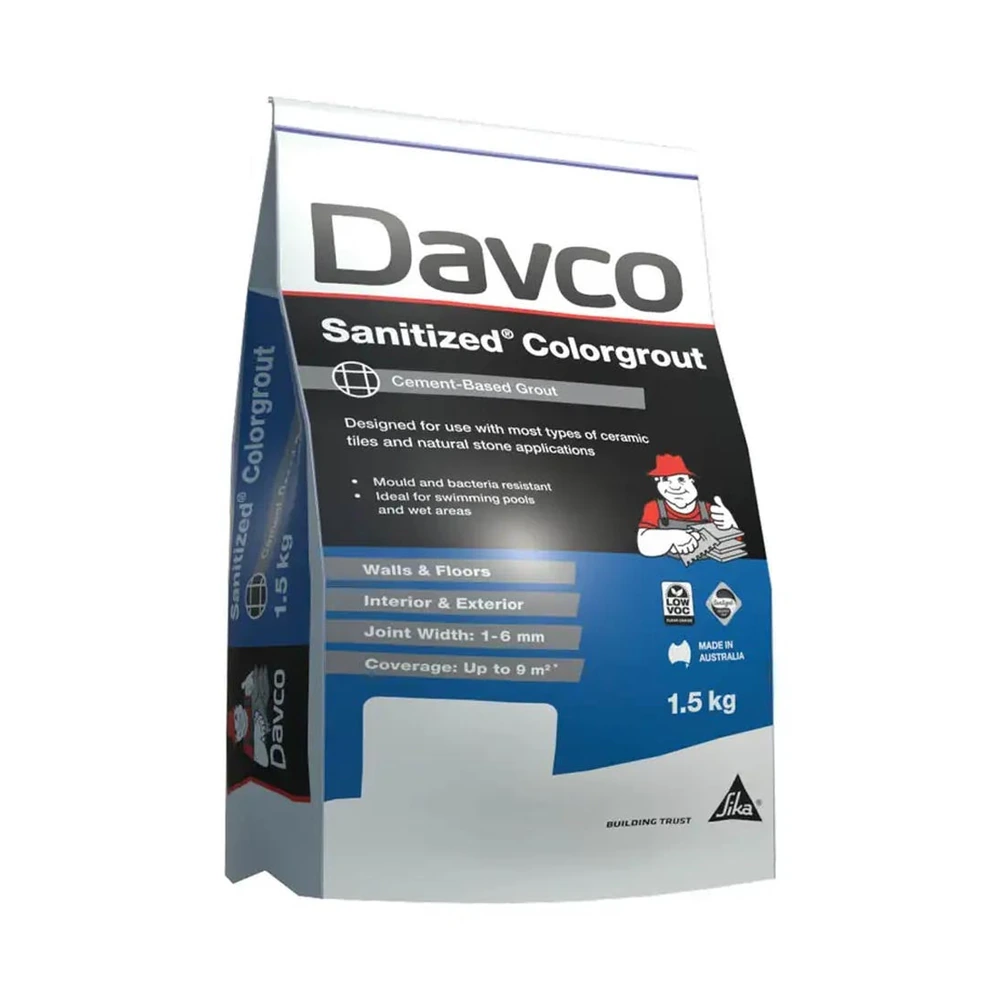 Davco
Sanitized® Colorgrout
Cement-Based Grout
Designed for use with most types of ceramic
tiles and natural stone applications
• Mould and bacteria resistant
• Ideal for swimming pools
and wet areas
Walls & Floors
Interior & Exterior
Joint Width: 1-6 mm
Coverage: Up to 9 m²*
LOW
VOC
MADE IN
AUSTRALIA
1.5 kg
BUILDING TRUST
Sika®
Sanitized® Colorgrout
1.5 kg
Davco